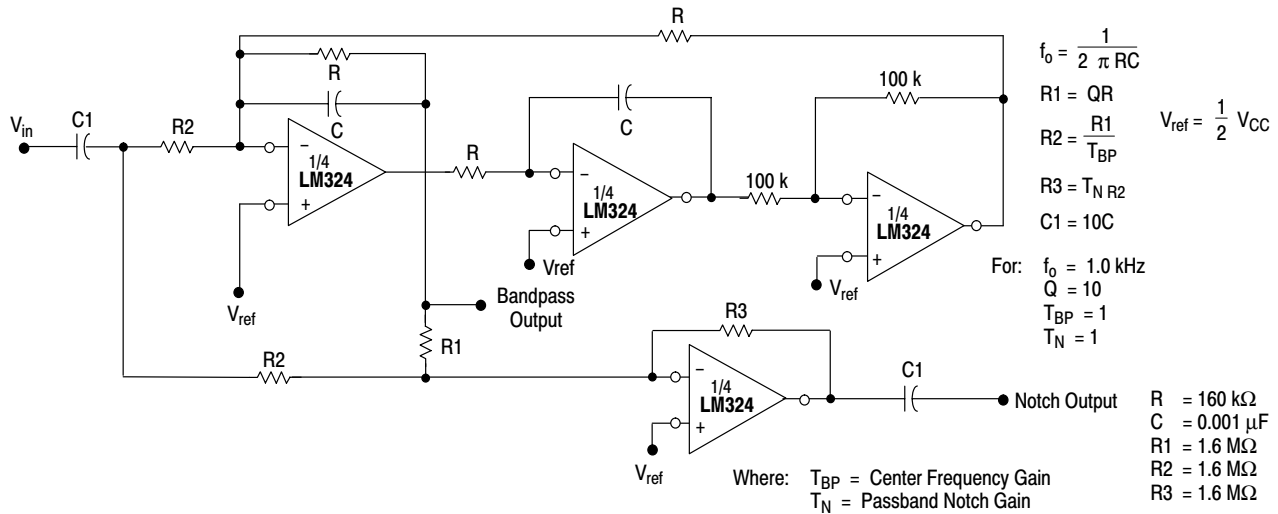 R
R
C
C1
V_in
R2
1/4
LM324
V_ref
R
C
1/4
LM324
Vref
100 k
100 k
1/4
LM324
V_ref
Bandpass
Output
R1
R2
R3
1/4
LM324
V_ref
C1
Notch Output
f_o = 1 / 2 π RC
R1 = QR
R2 = R1 / T_BP
R3 = T_N R2
C1 = 10C
V_ref = 1/2 V_CC
For: f_o = 1.0 kHz
Q = 10
T_BP = 1
T_N = 1
R = 160 kΩ
C = 0.001 μF
R1 = 1.6 MΩ
R2 = 1.6 MΩ
R3 = 1.6 MΩ
Where: T_BP = Center Frequency Gain
T_N = Passband Notch Gain